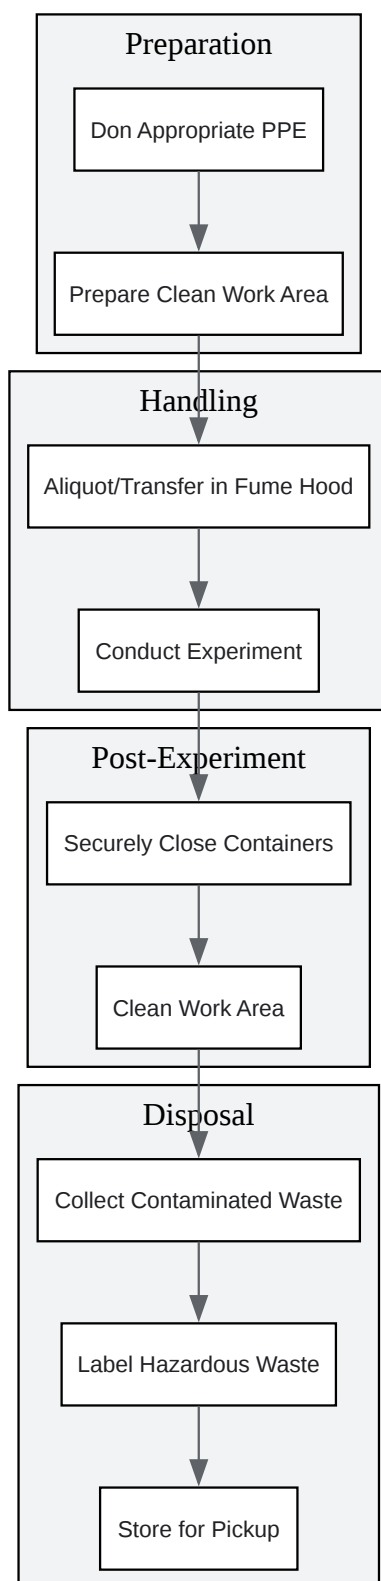 Preparation
Don Appropriate PPE
Prepare Clean Work Area
Handling
Aliquot/Transfer in Fume Hood
Conduct Experiment
Post-Experiment
Securely Close Containers
Clean Work Area
Disposal
Collect Contaminated Waste
Label Hazardous Waste
Store for Pickup